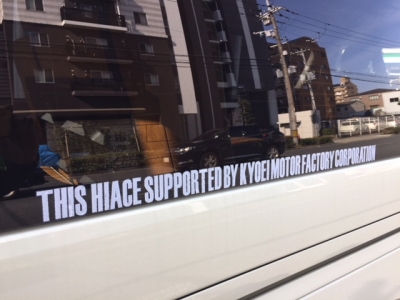 THIS HIACE SUPPORTED BY KYOEI MOTOR FACTORY CORPORATION